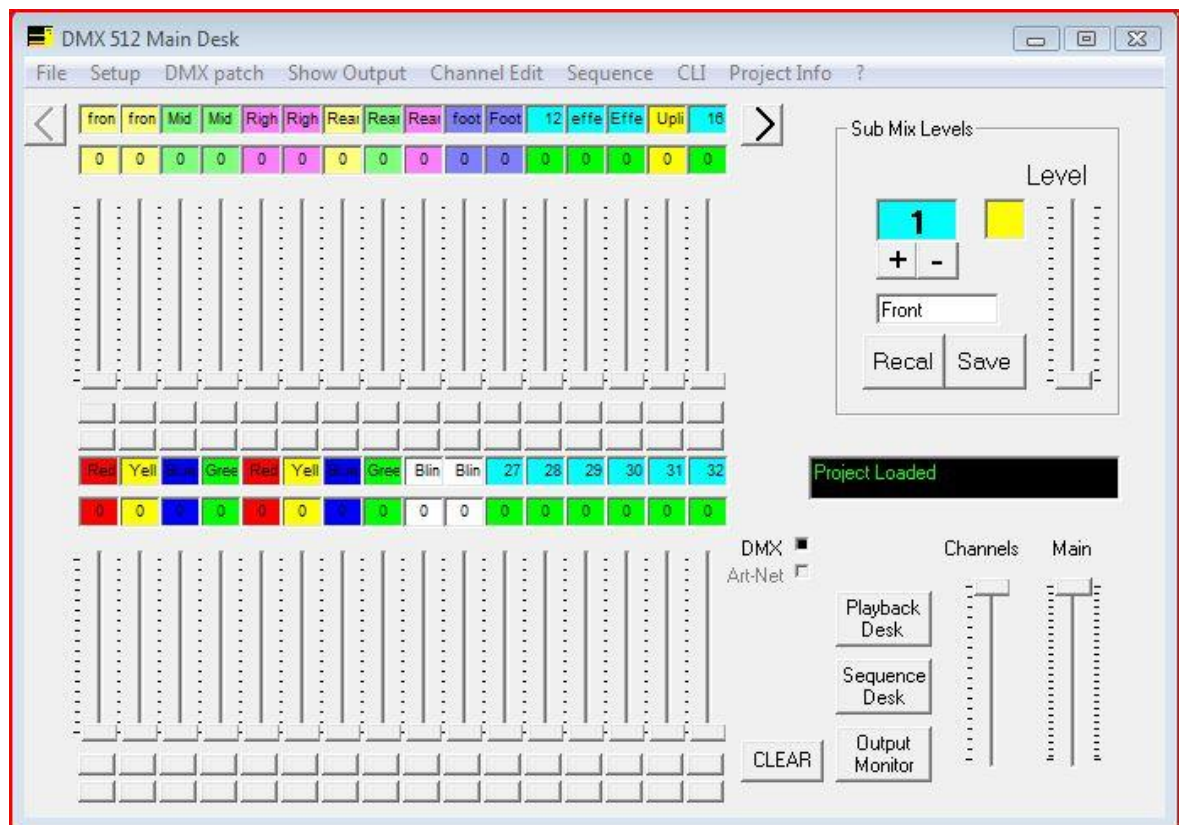 DMX 512 Main Desk
File Setup DMX patch Show Output Channel Edit Sequence CLI Project Info ?
fron fron Mid Mid Righ Righ Rear Rear Rear foot Foot 12 effe Effe Upli 16
0 0 0 0 0 0 0 0 0 0 0 0 0 0 0 0
Sub Mix Levels
Level
1
+ -
Front
Recal Save
Red Yell Blue Gree Red Yell Blue Gree Blin Blin 27 28 29 30 31 32
0 0 0 0 0 0 0 0 0 0 0 0 0 0 0 0
Project Loaded
DMX
Art-Net
Channels Main
Playback
Desk
Sequence
Desk
Output
Monitor
CLEAR